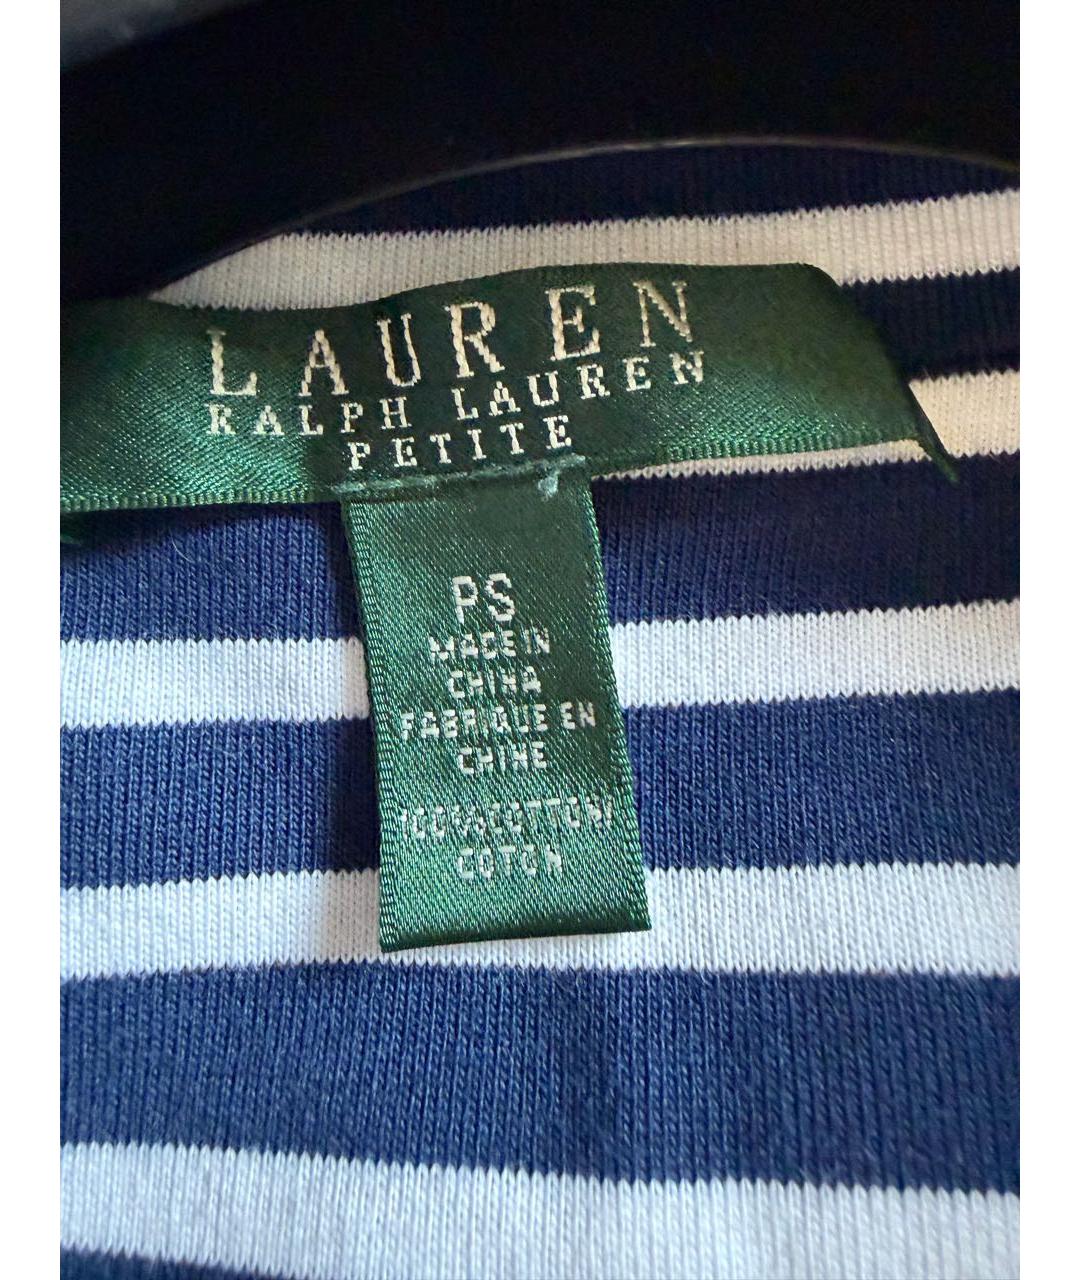 LAUREN
RALPH LAUREN
PETITE
PS
MADE IN
CHINA
FABRIQUE EN
CHINE
100% COTTON/
COTON